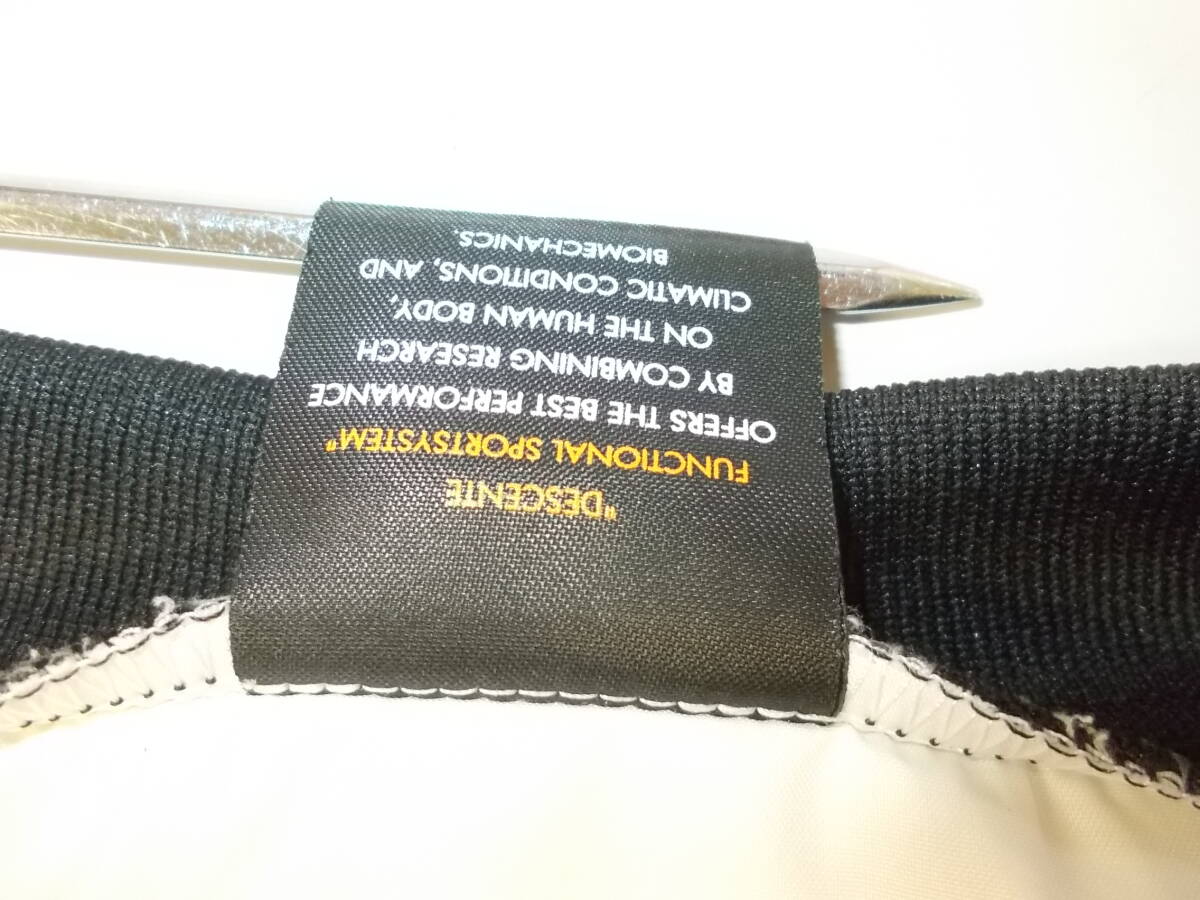 "DESCENTE
FUNCTIONAL SPORTSYSTEM"
OFFERS THE BEST PERFORMANCE
BY COMBINING RESEARCH
ON THE HUMAN BODY,
CLIMATIC CONDITIONS, AND
BIOMECHANICS.